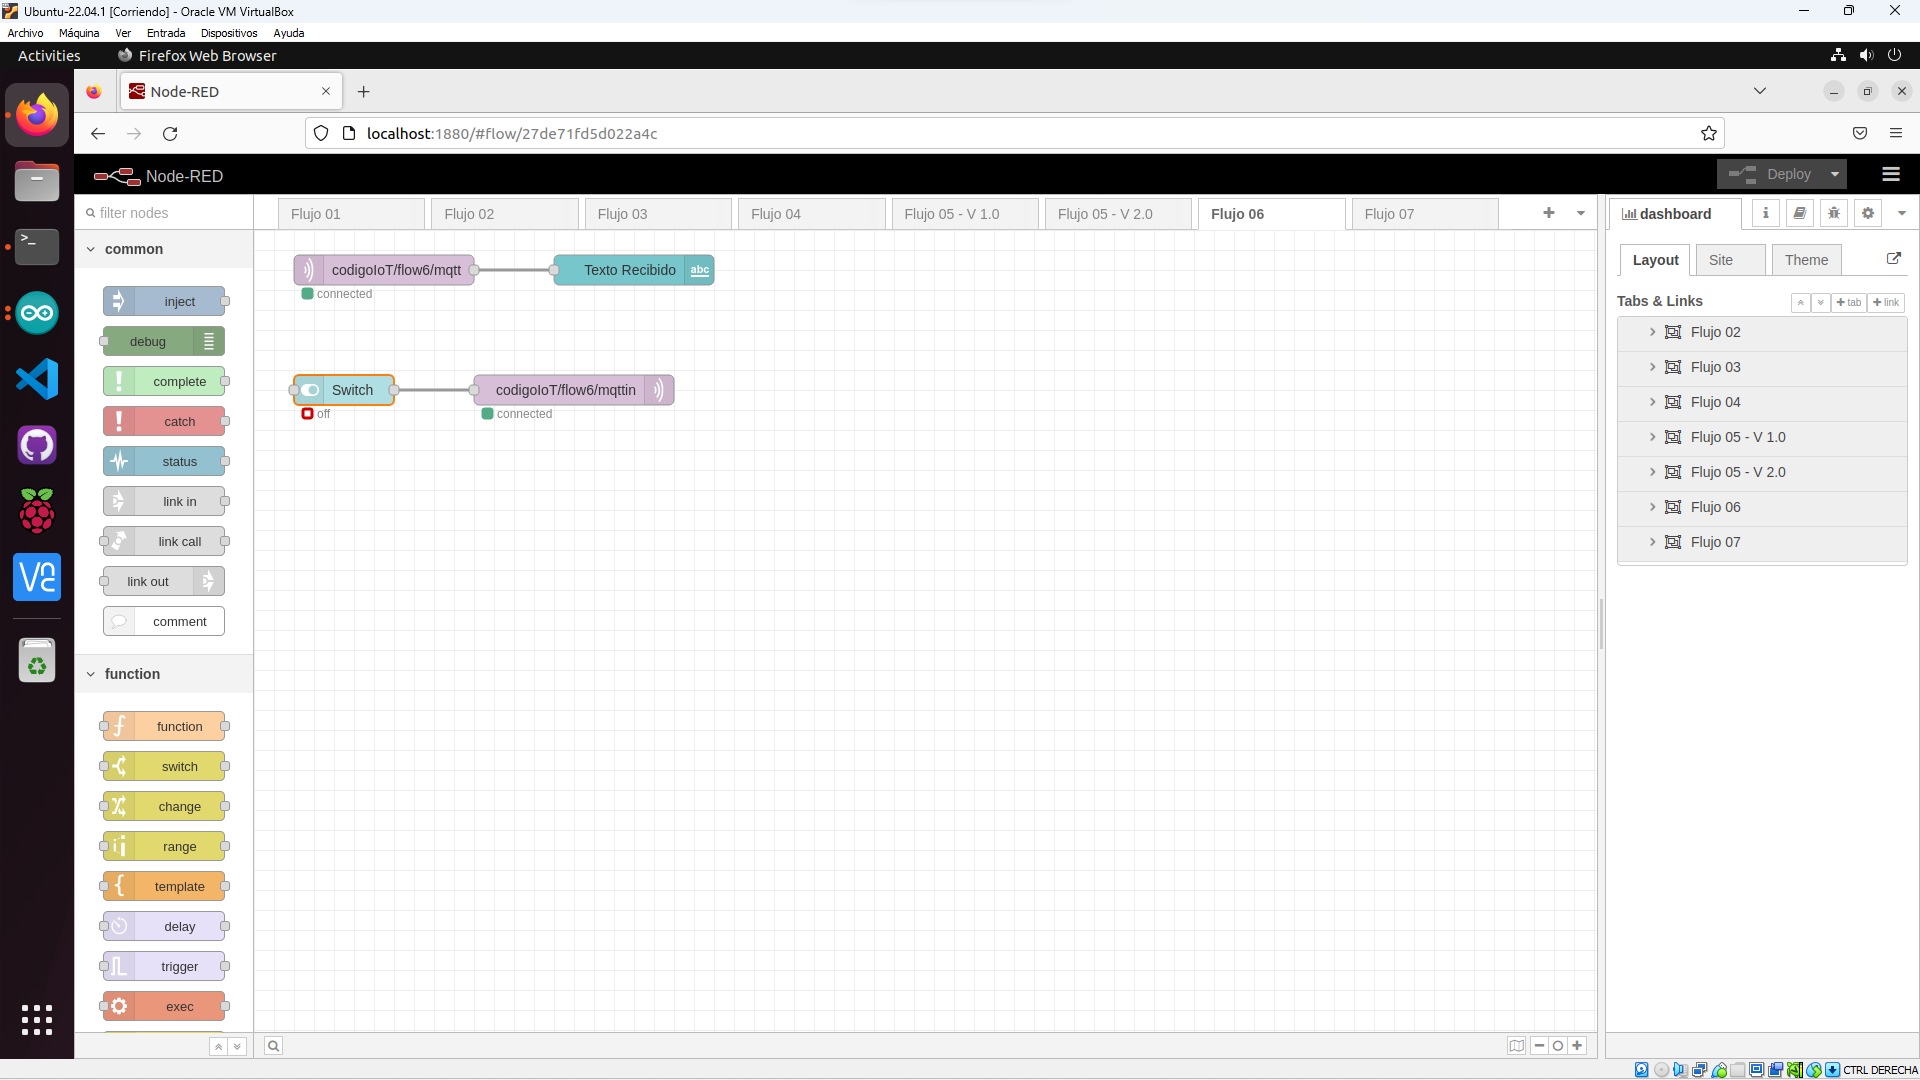 Ubuntu-22.04.1 [Corriendo] - Oracle VM VirtualBox
Archivo Máquina Ver Entrada Dispositivos Ayuda
Activities Firefox Web Browser
Node-RED
localhost:1880/#flow/27de71fd5d022a4c
Node-RED
Deploy
filter nodes
Flujo 01
Flujo 02
Flujo 03
Flujo 04
Flujo 05 - V 1.0
Flujo 05 - V 2.0
Flujo 06
Flujo 07
dashboard
i
common
inject
debug
complete
catch
status
link in
link call
link out
comment
function
function
switch
change
range
template
delay
trigger
exec
codigoIoT/flow6/mqtt
connected
Texto Recibido
abc
Switch
off
codigoIoT/flow6/mqttin
connected
Layout
Site
Theme
Tabs & Links
tab
link
Flujo 02
Flujo 03
Flujo 04
Flujo 05 - V 1.0
Flujo 05 - V 2.0
Flujo 06
Flujo 07
CTRL DERECHA